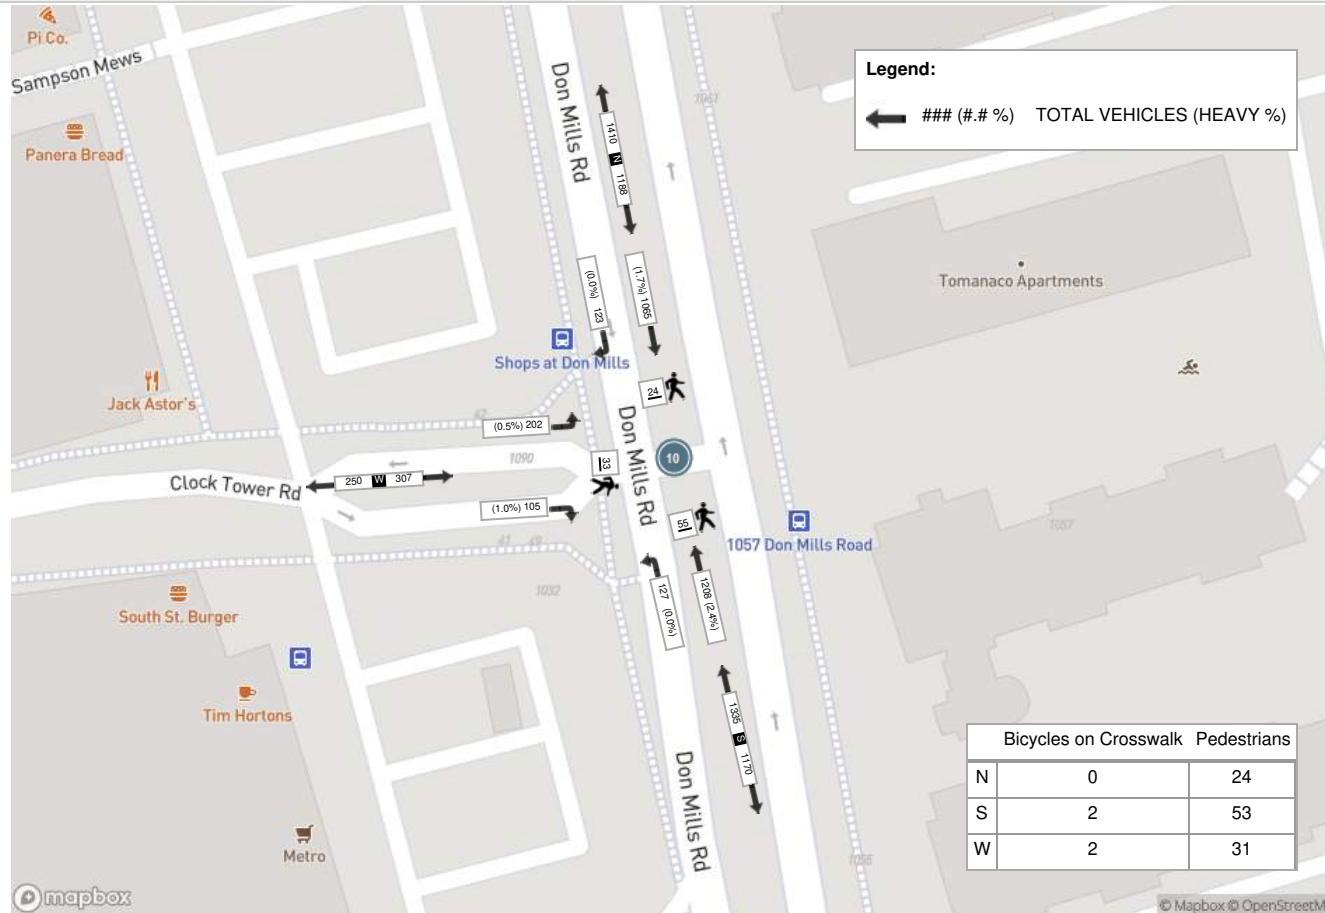 Pi Co.
Sampson Mews
Panera Bread
Don Mills Rd
1410 N 1188
1061
Legend:
### (#.# %) TOTAL VEHICLES (HEAVY %)
(0.0%) 123
(1.7%) 1065
Tomanaco Apartments
Shops at Don Mills
Jack Astor's
24
(0.5%) 202
Don Mills Rd
33
10
1090
Clock Tower Rd
250 W 307
(1.0%) 105
55
1057 Don Mills Road
1057
41 49
1032
127 (0.0%)
1208 (2.4%)
South St. Burger
Tim Hortons
1335 S 1170
Don Mills Rd
Metro
Bicycles on Crosswalk Pedestrians
N 0 24
S 2 53
W 2 31
mapbox
© Mapbox © OpenStreetM